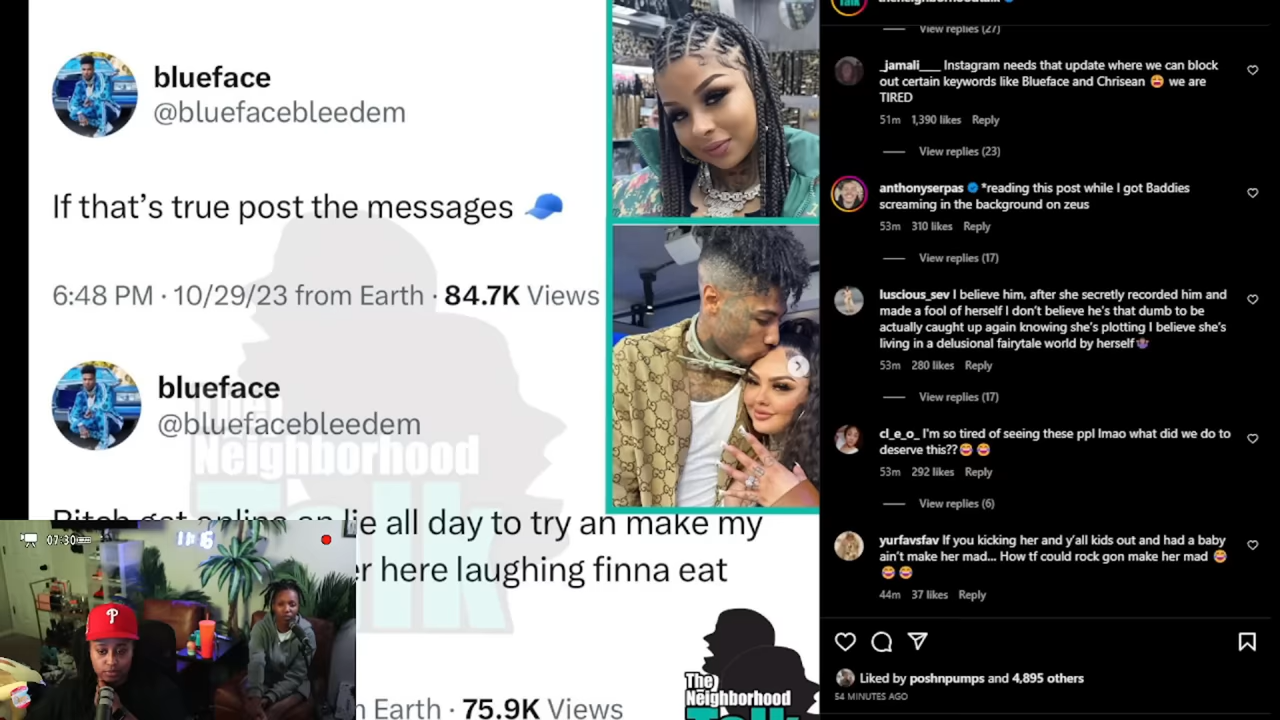 blueface
@bluefacebleedem
If that’s true post the messages 🧢
6:48 PM · 10/29/23 from Earth · 84.7K Views
blueface
@bluefacebleedem
The
Neighborhood
Talk
lie all day to try an make my
er here laughing finna eat
Earth · 75.9K Views
The
Neighborhood
Talk
07:30
P
View replies (27)
_jamali___ Instagram needs that update where we can block
out certain keywords like Blueface and Chrisean 😩 we are
TIRED
51m 1,390 likes Reply
View replies (23)
anthonyserpas *reading this post while I got Baddies
screaming in the background on zeus
53m 310 likes Reply
View replies (17)
luscious_sev I believe him, after she secretly recorded him and
made a fool of herself I don’t believe he’s that dumb to be
actually caught up again knowing she’s plotting I believe she’s
living in a delusional fairytale world by herself🤷🏽‍♀️
53m 280 likes Reply
View replies (17)
cl_e_o_ I'm so tired of seeing these ppl lmao what did we do to
deserve this??😂 😂
53m 292 likes Reply
View replies (6)
yurfavsfav If you kicking her and y’all kids out and had a baby
ain’t make her mad... How tf could rock gon make her mad 😂
😂 😂
44m 37 likes Reply
Liked by poshnpumps and 4,895 others
54 MINUTES AGO